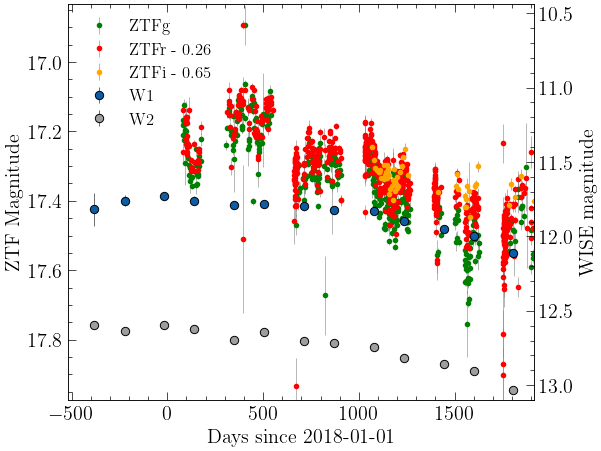 ZTFg
ZTFr - 0.26
ZTFi - 0.65
W1
W2
17.0
17.2
17.4
17.6
17.8
ZTF Magnitude
10.5
11.0
11.5
12.0
12.5
13.0
WISE magnitude
−500
0
500
1000
1500
Days since 2018-01-01